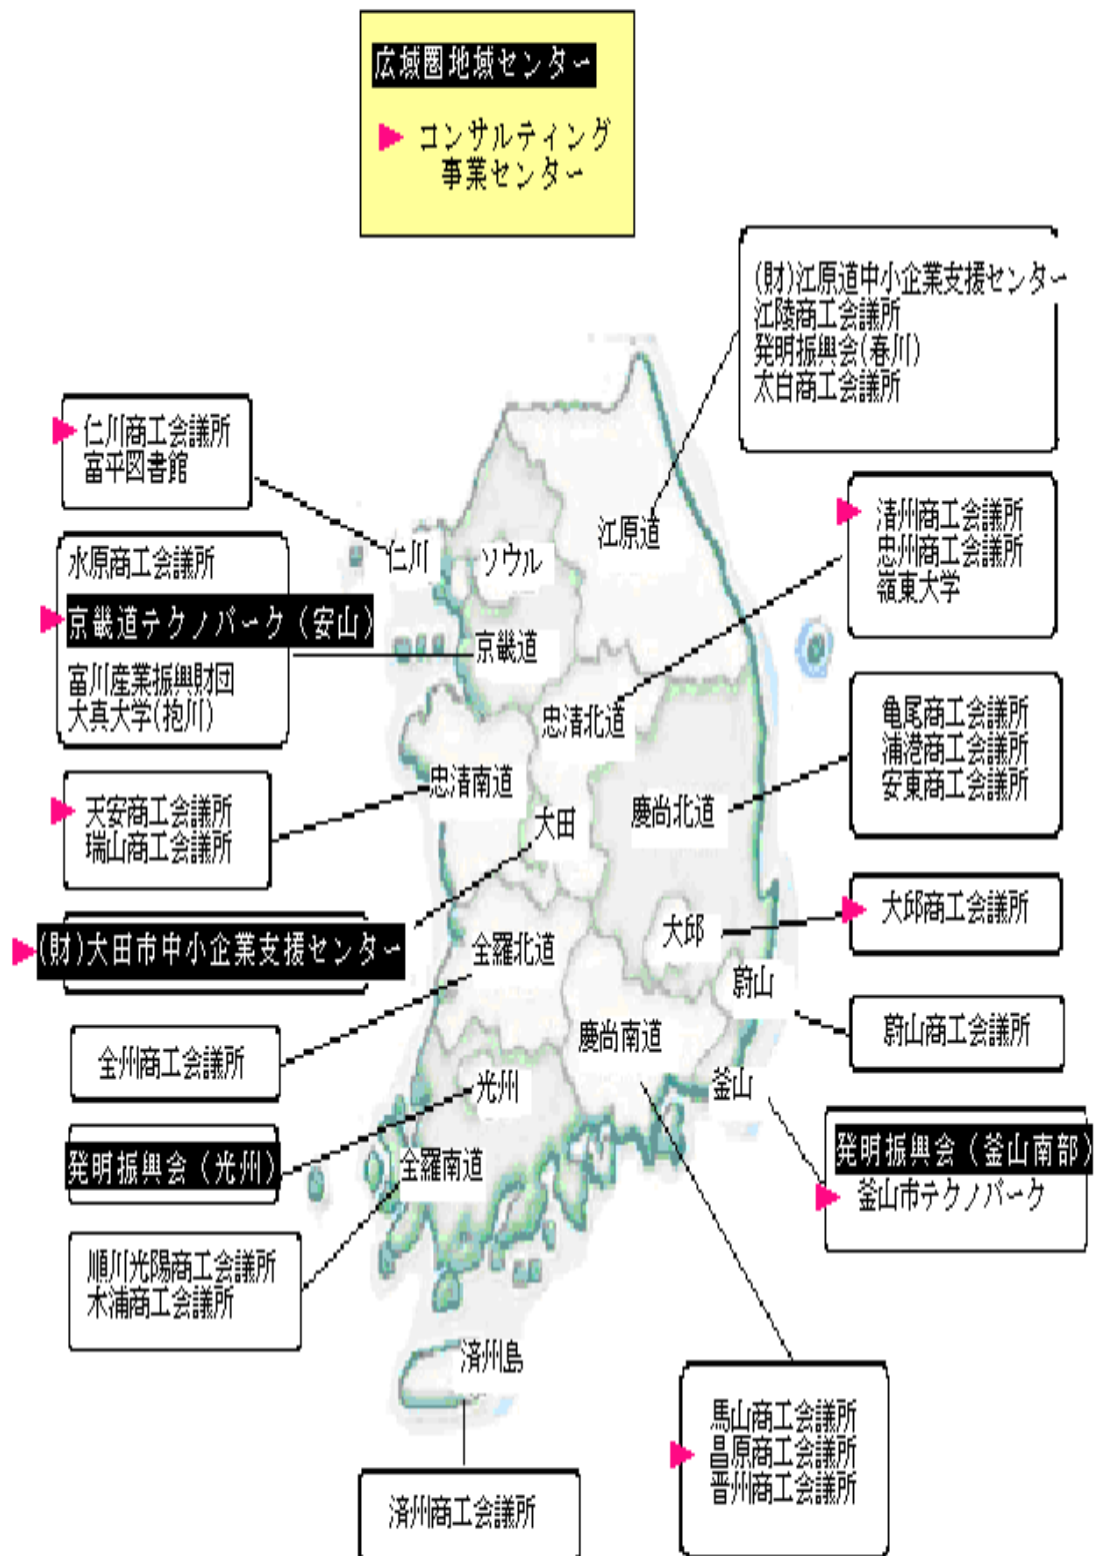 広域圏地域センター
コンサルティング
事業センター
(財)江原道中小企業支援センター
江陵商工会議所
発明振興会(春川)
太白商工会議所
仁川商工会議所
富平図書館
清州商工会議所
忠州商工会議所
嶺東大学
水原商工会議所
京畿道テクノパーク(安山)
富川産業振興財団
大真大学(抱川)
亀尾商工会議所
浦港商工会議所
安東商工会議所
天安商工会議所
瑞山商工会議所
大邱商工会議所
(財)大田市中小企業支援センター
蔚山商工会議所
全州商工会議所
発明振興会(光州)
発明振興会(釜山南部)
釜山市テクノパーク
順川光陽商工会議所
木浦商工会議所
馬山商工会議所
昌原商工会議所
晋州商工会議所
済州商工会議所
江原道
仁川
ソウル
京畿道
忠清北道
忠清南道
大田
慶尚北道
大邱
全羅北道
蔚山
慶尚南道
光州
釜山
全羅南道
済州島